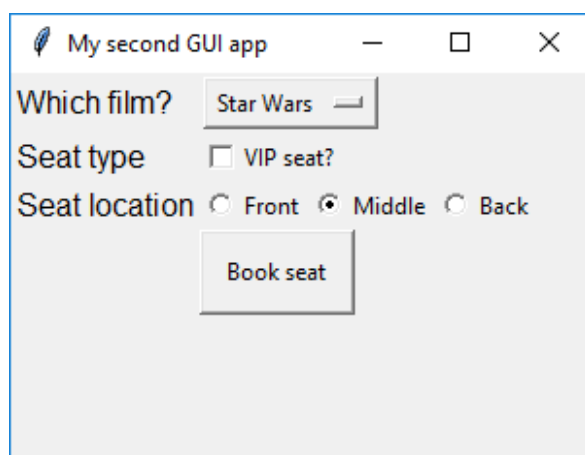 My second GUI app
Which film? Star Wars
Seat type VIP seat?
Seat location Front Middle Back
Book seat